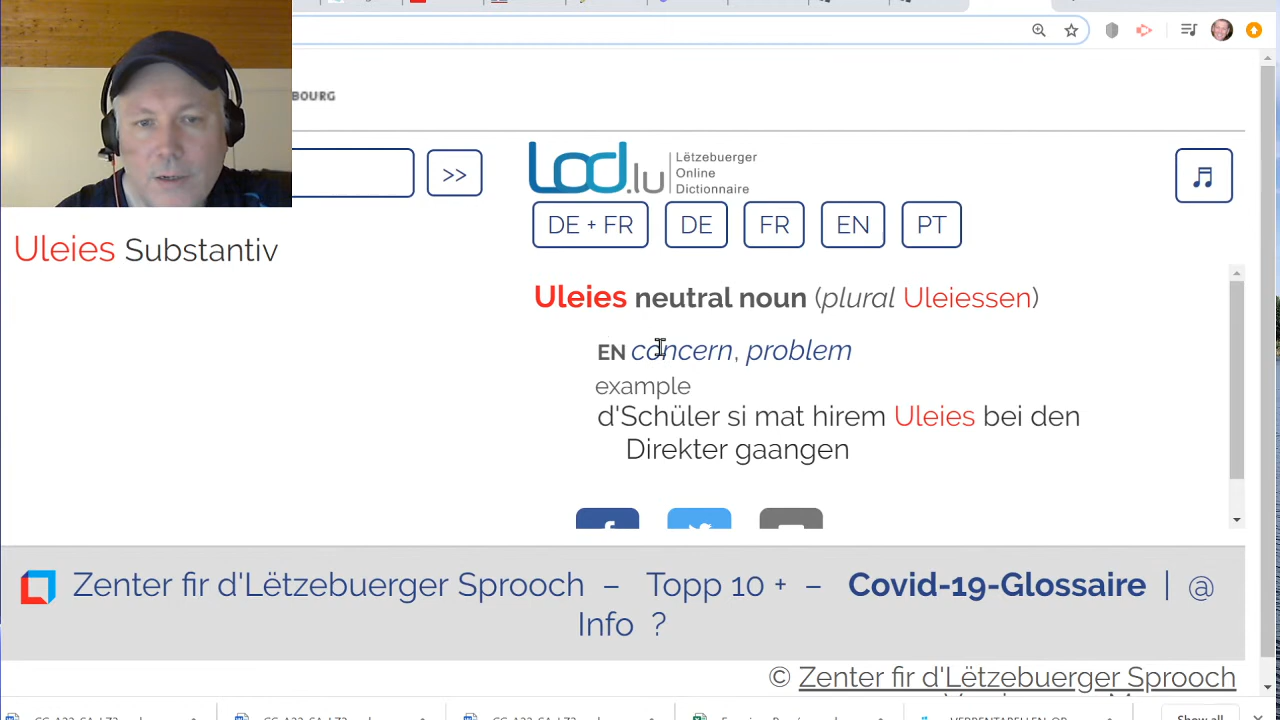 BOURG
>>
Lod.lu
Lëtzebuerger
Online
Dictionnaire
DE + FR DE FR EN PT
Uleies Substantiv
Uleies neutral noun (plural Uleiessen)
EN concern, problem
example
d'Schüler si mat hirem Uleies bei den
Direkter gaangen
Zenter fir d'Lëtzebuerger Sprooch – Topp 10 + – Covid-19-Glossaire | @
Info ?
© Zenter fir d'Lëtzebuerger Sprooch
Show all